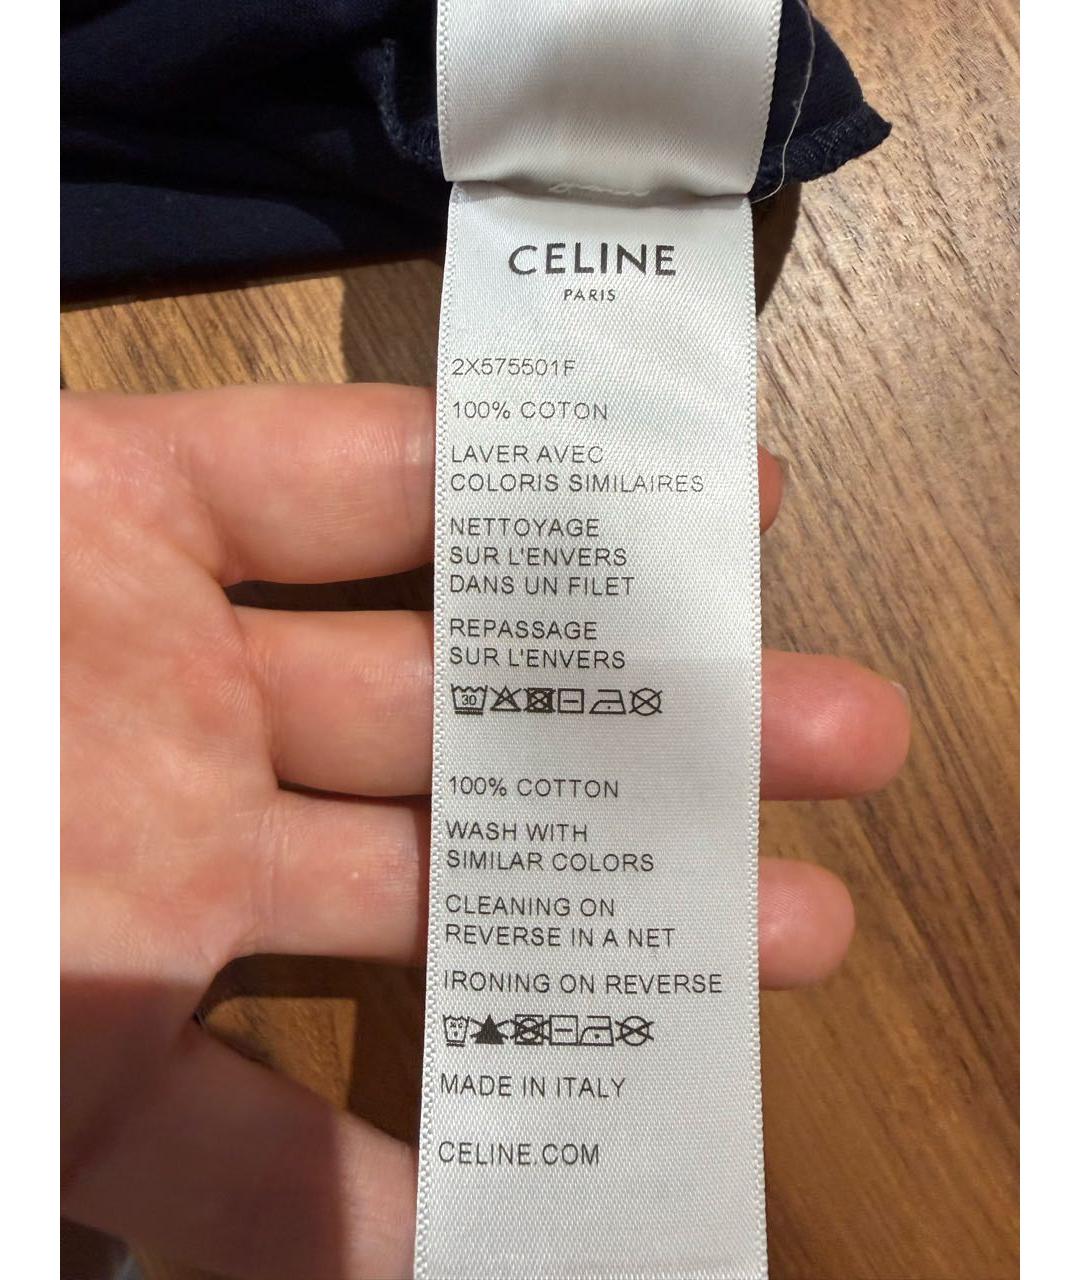 CELINE
PARIS
2X575501F
100% COTON
LAVER AVEC
COLORIS SIMILAIRES
NETTOYAGE
SUR L'ENVERS
DANS UN FILET
REPASSAGE
SUR L'ENVERS
30
100% COTTON
WASH WITH
SIMILAR COLORS
CLEANING ON
REVERSE IN A NET
IRONING ON REVERSE
MADE IN ITALY
CELINE.COM